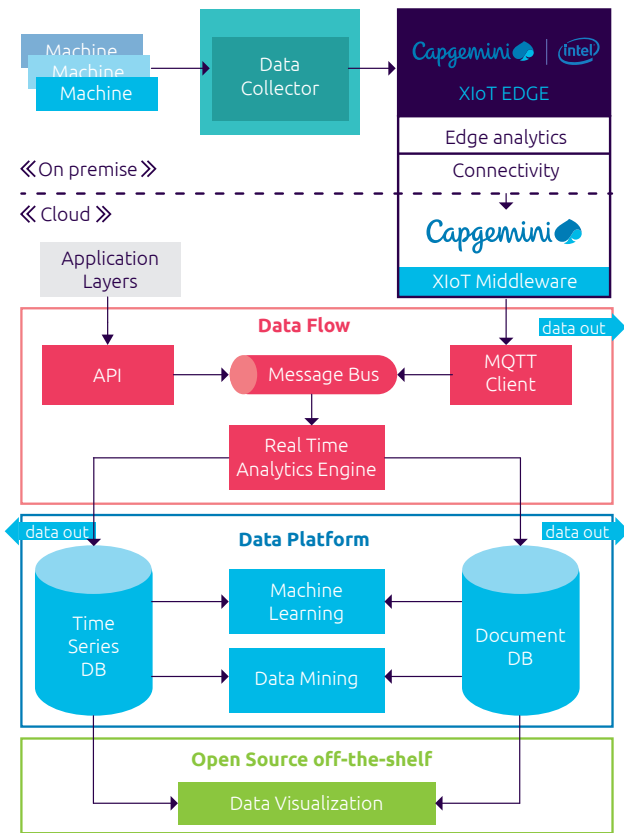 Machine
Machine
Machine
Data
Collector
Capgemini
intel
XIoT EDGE
Edge analytics
Connectivity
On premise
Cloud
Capgemini
XIoT Middleware
Application
Layers
Data Flow
data out
API
Message Bus
MQTT
Client
Real Time
Analytics Engine
data out
Data Platform
data out
Time
Series
DB
Machine
Learning
Document
DB
Data Mining
Open Source off-the-shelf
Data Visualization